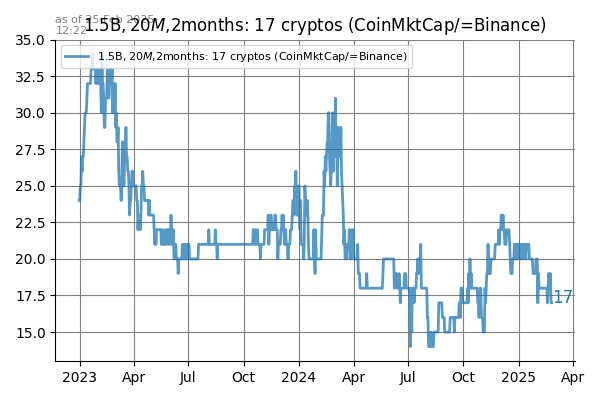 as of 25 Feb 2025
12:22
1.5B, 20M,2months: 17 cryptos (CoinMktCap/=Binance)
1.5B, 20M,2months: 17 cryptos (CoinMktCap/=Binance)
35.0
32.5
30.0
27.5
25.0
22.5
20.0
17.5
15.0
17
2023 Apr Jul Oct 2024 Apr Jul Oct 2025 Apr